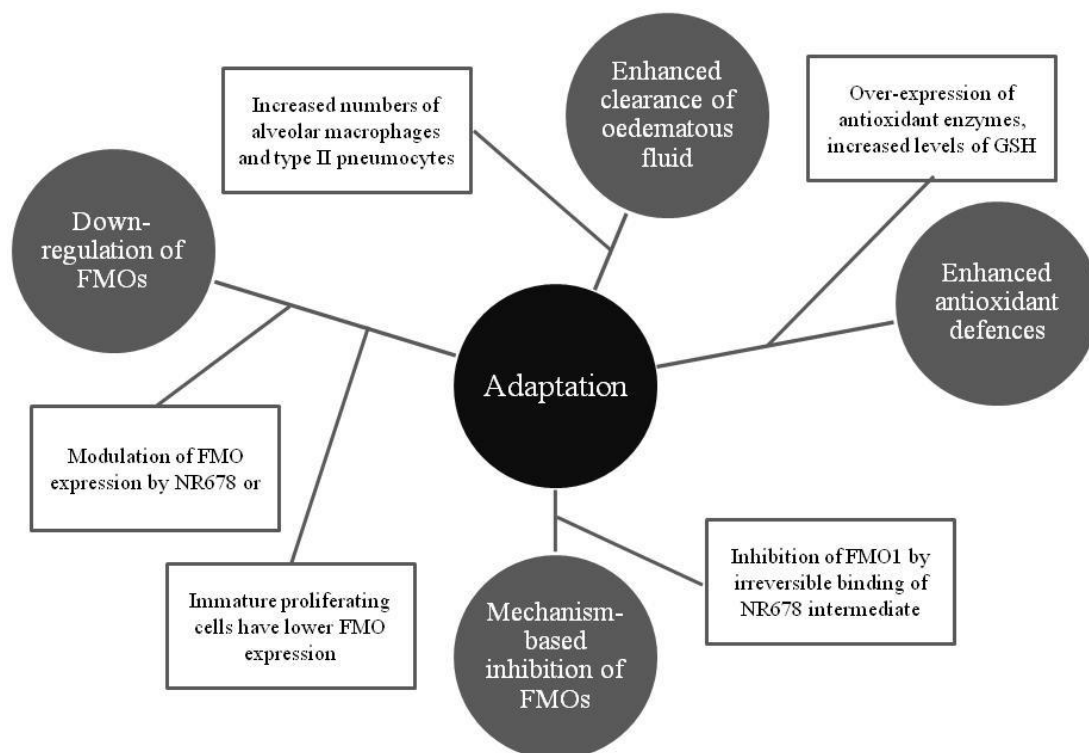 Increased numbers of
alveolar macrophages
and type II pneumocytes
Enhanced
clearance of
oedematous
fluid
Over-expression of
antioxidant enzymes,
increased levels of GSH
Down-
regulation of
FMOs
Enhanced
antioxidant
defences
Adaptation
Modulation of FMO
expression by NR678 or
Immature proliferating
cells have lower FMO
expression
Mechanism-
based
inhibition of
FMOs
Inhibition of FMO1 by
irreversible binding of
NR678 intermediate